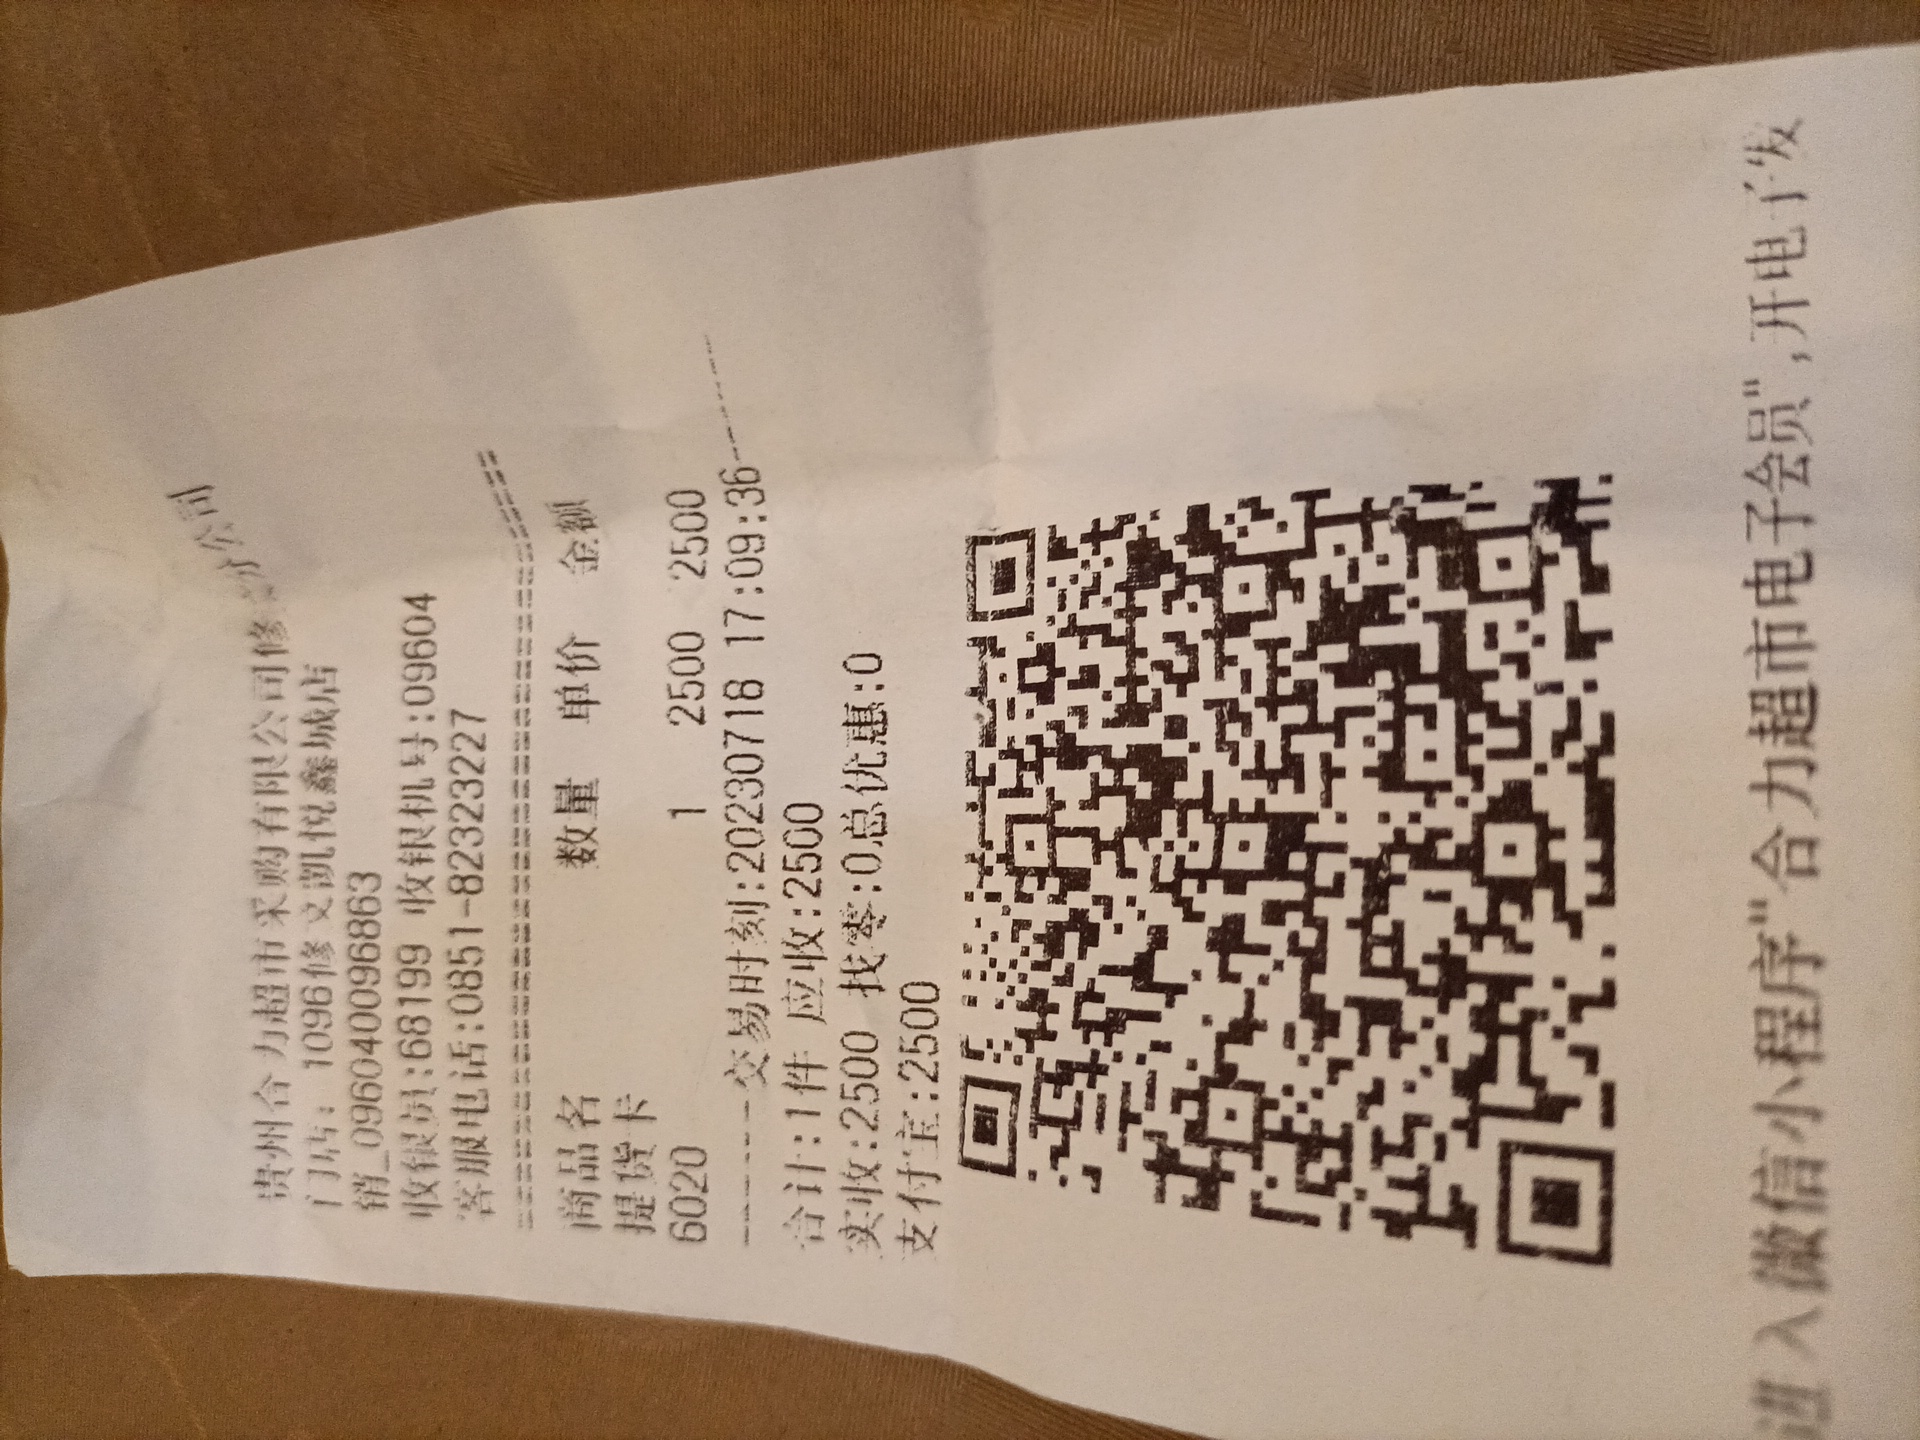 贵州合力超市采购有限公司修文分公司
门店: 1096修文凯悦鑫城店
销_0960400968​63
收银员:68199 收银机号:09604
客服电话:0851-82323227
================================
商品名 数量 单价 金额
提货卡
6020 1 2500 2500
------交易时刻:20230718 17:09:36------
合计:1件 应收:2500
实收:2500 找零:0总优惠:0
支付宝:2500
进入微信小程序"合力超市电子会员",开电子发